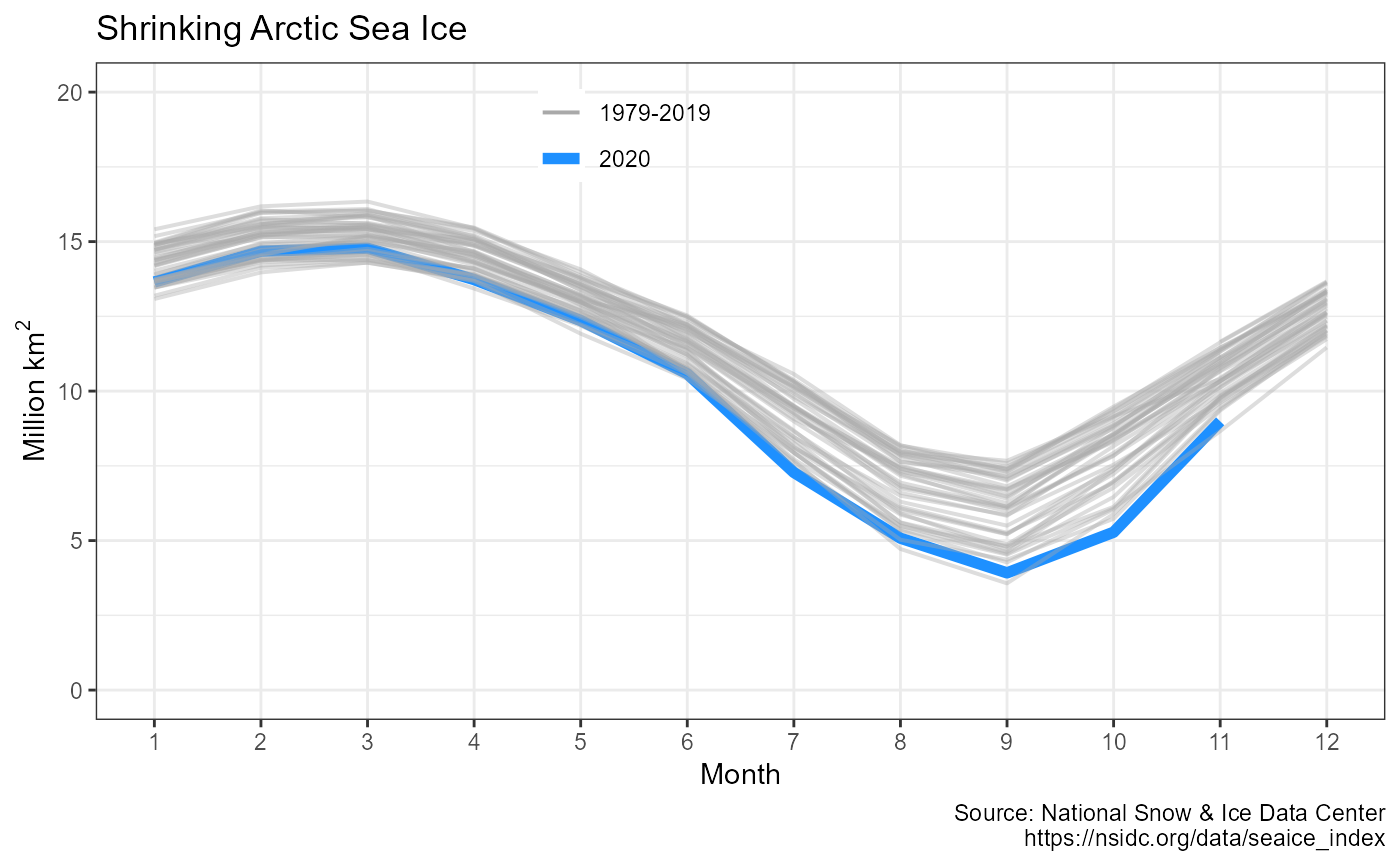 Shrinking Arctic Sea Ice
20
15
10
5
0
Million km²
1979-2019
2020
1 2 3 4 5 6 7 8 9 10 11 12
Month
Source: National Snow & Ice Data Center
https://nsidc.org/data/seaice_index